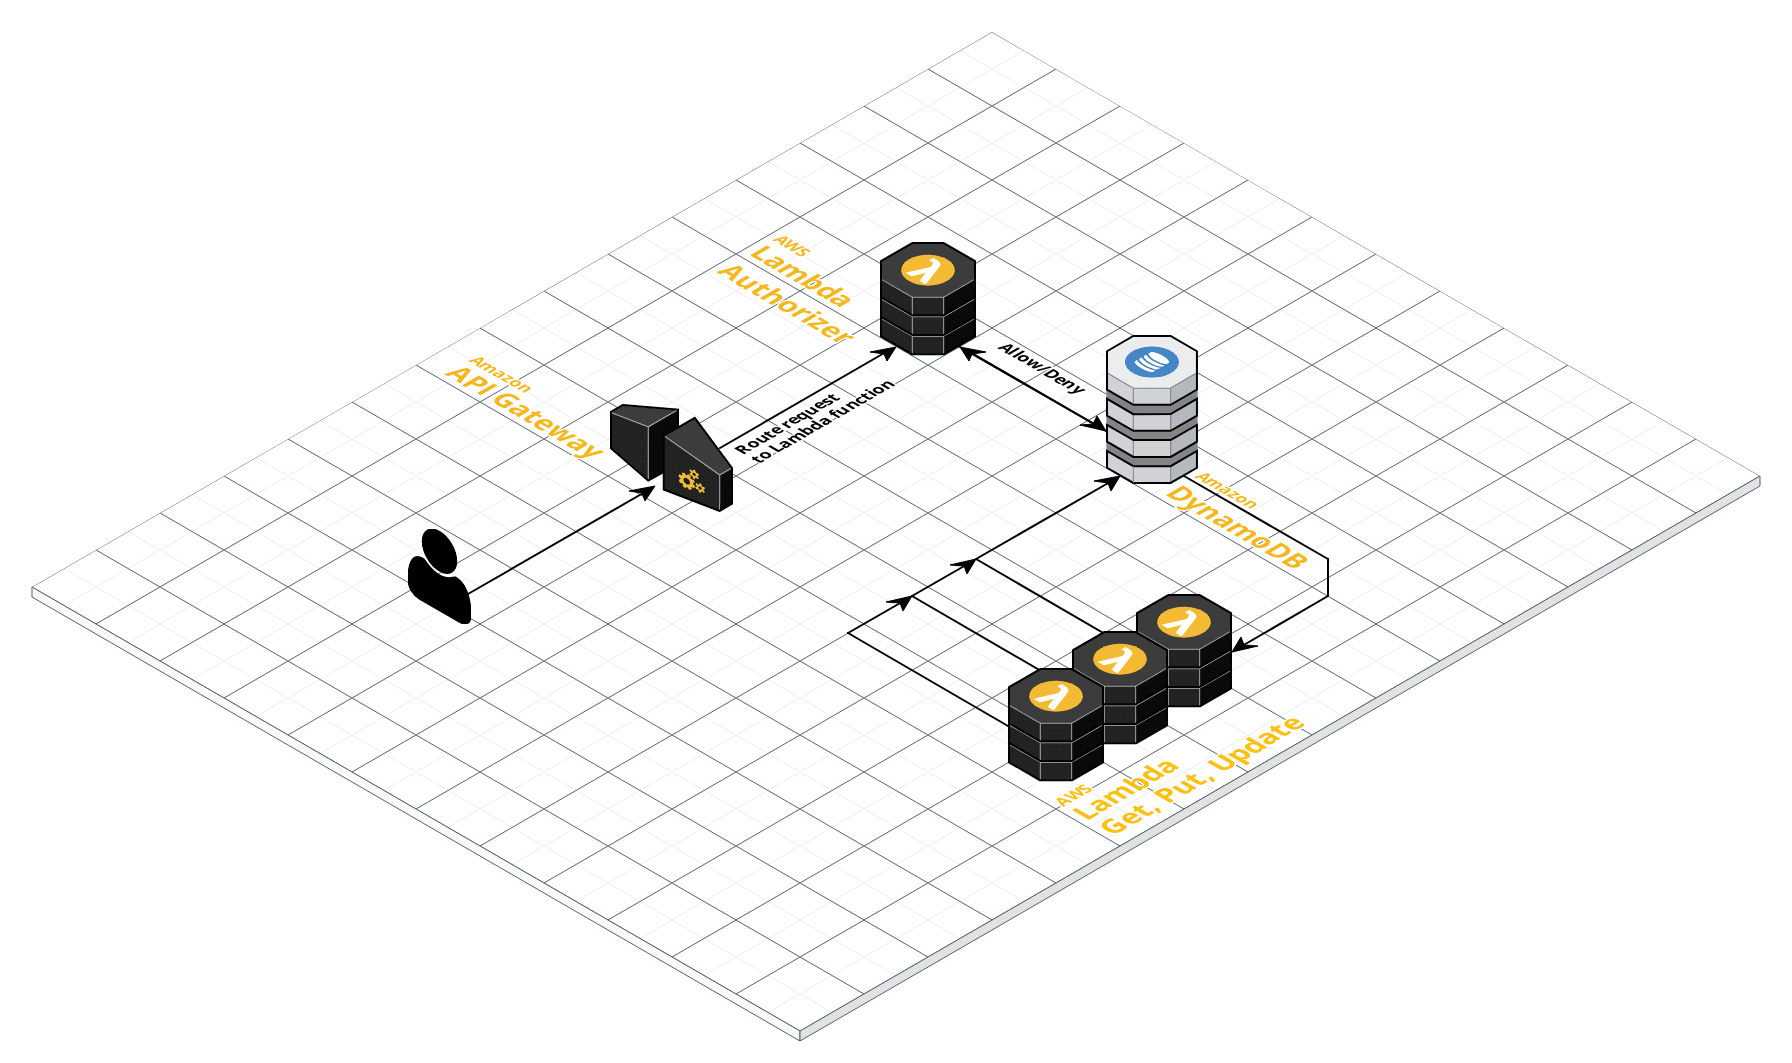 AWS
Lambda
Authorizer
Amazon
API Gateway
Route request
to Lambda function
Allow/Deny
Amazon
DynamoDB
AWS
Lambda
Get, Put, Update